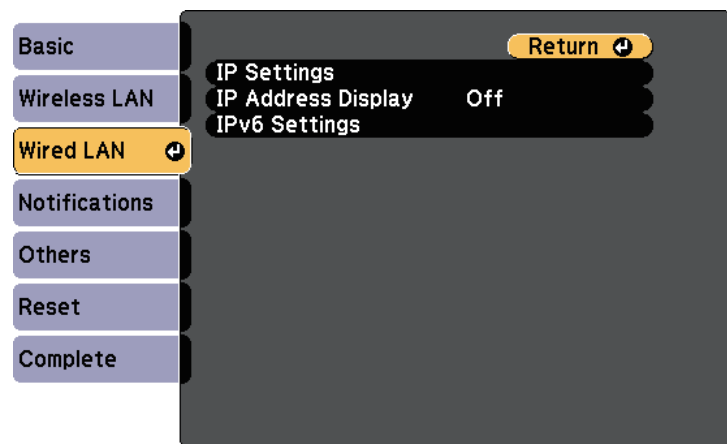 Basic
Wireless LAN
Wired LAN
Notifications
Others
Reset
Complete
Return
IP Settings
IP Address Display Off
IPv6 Settings